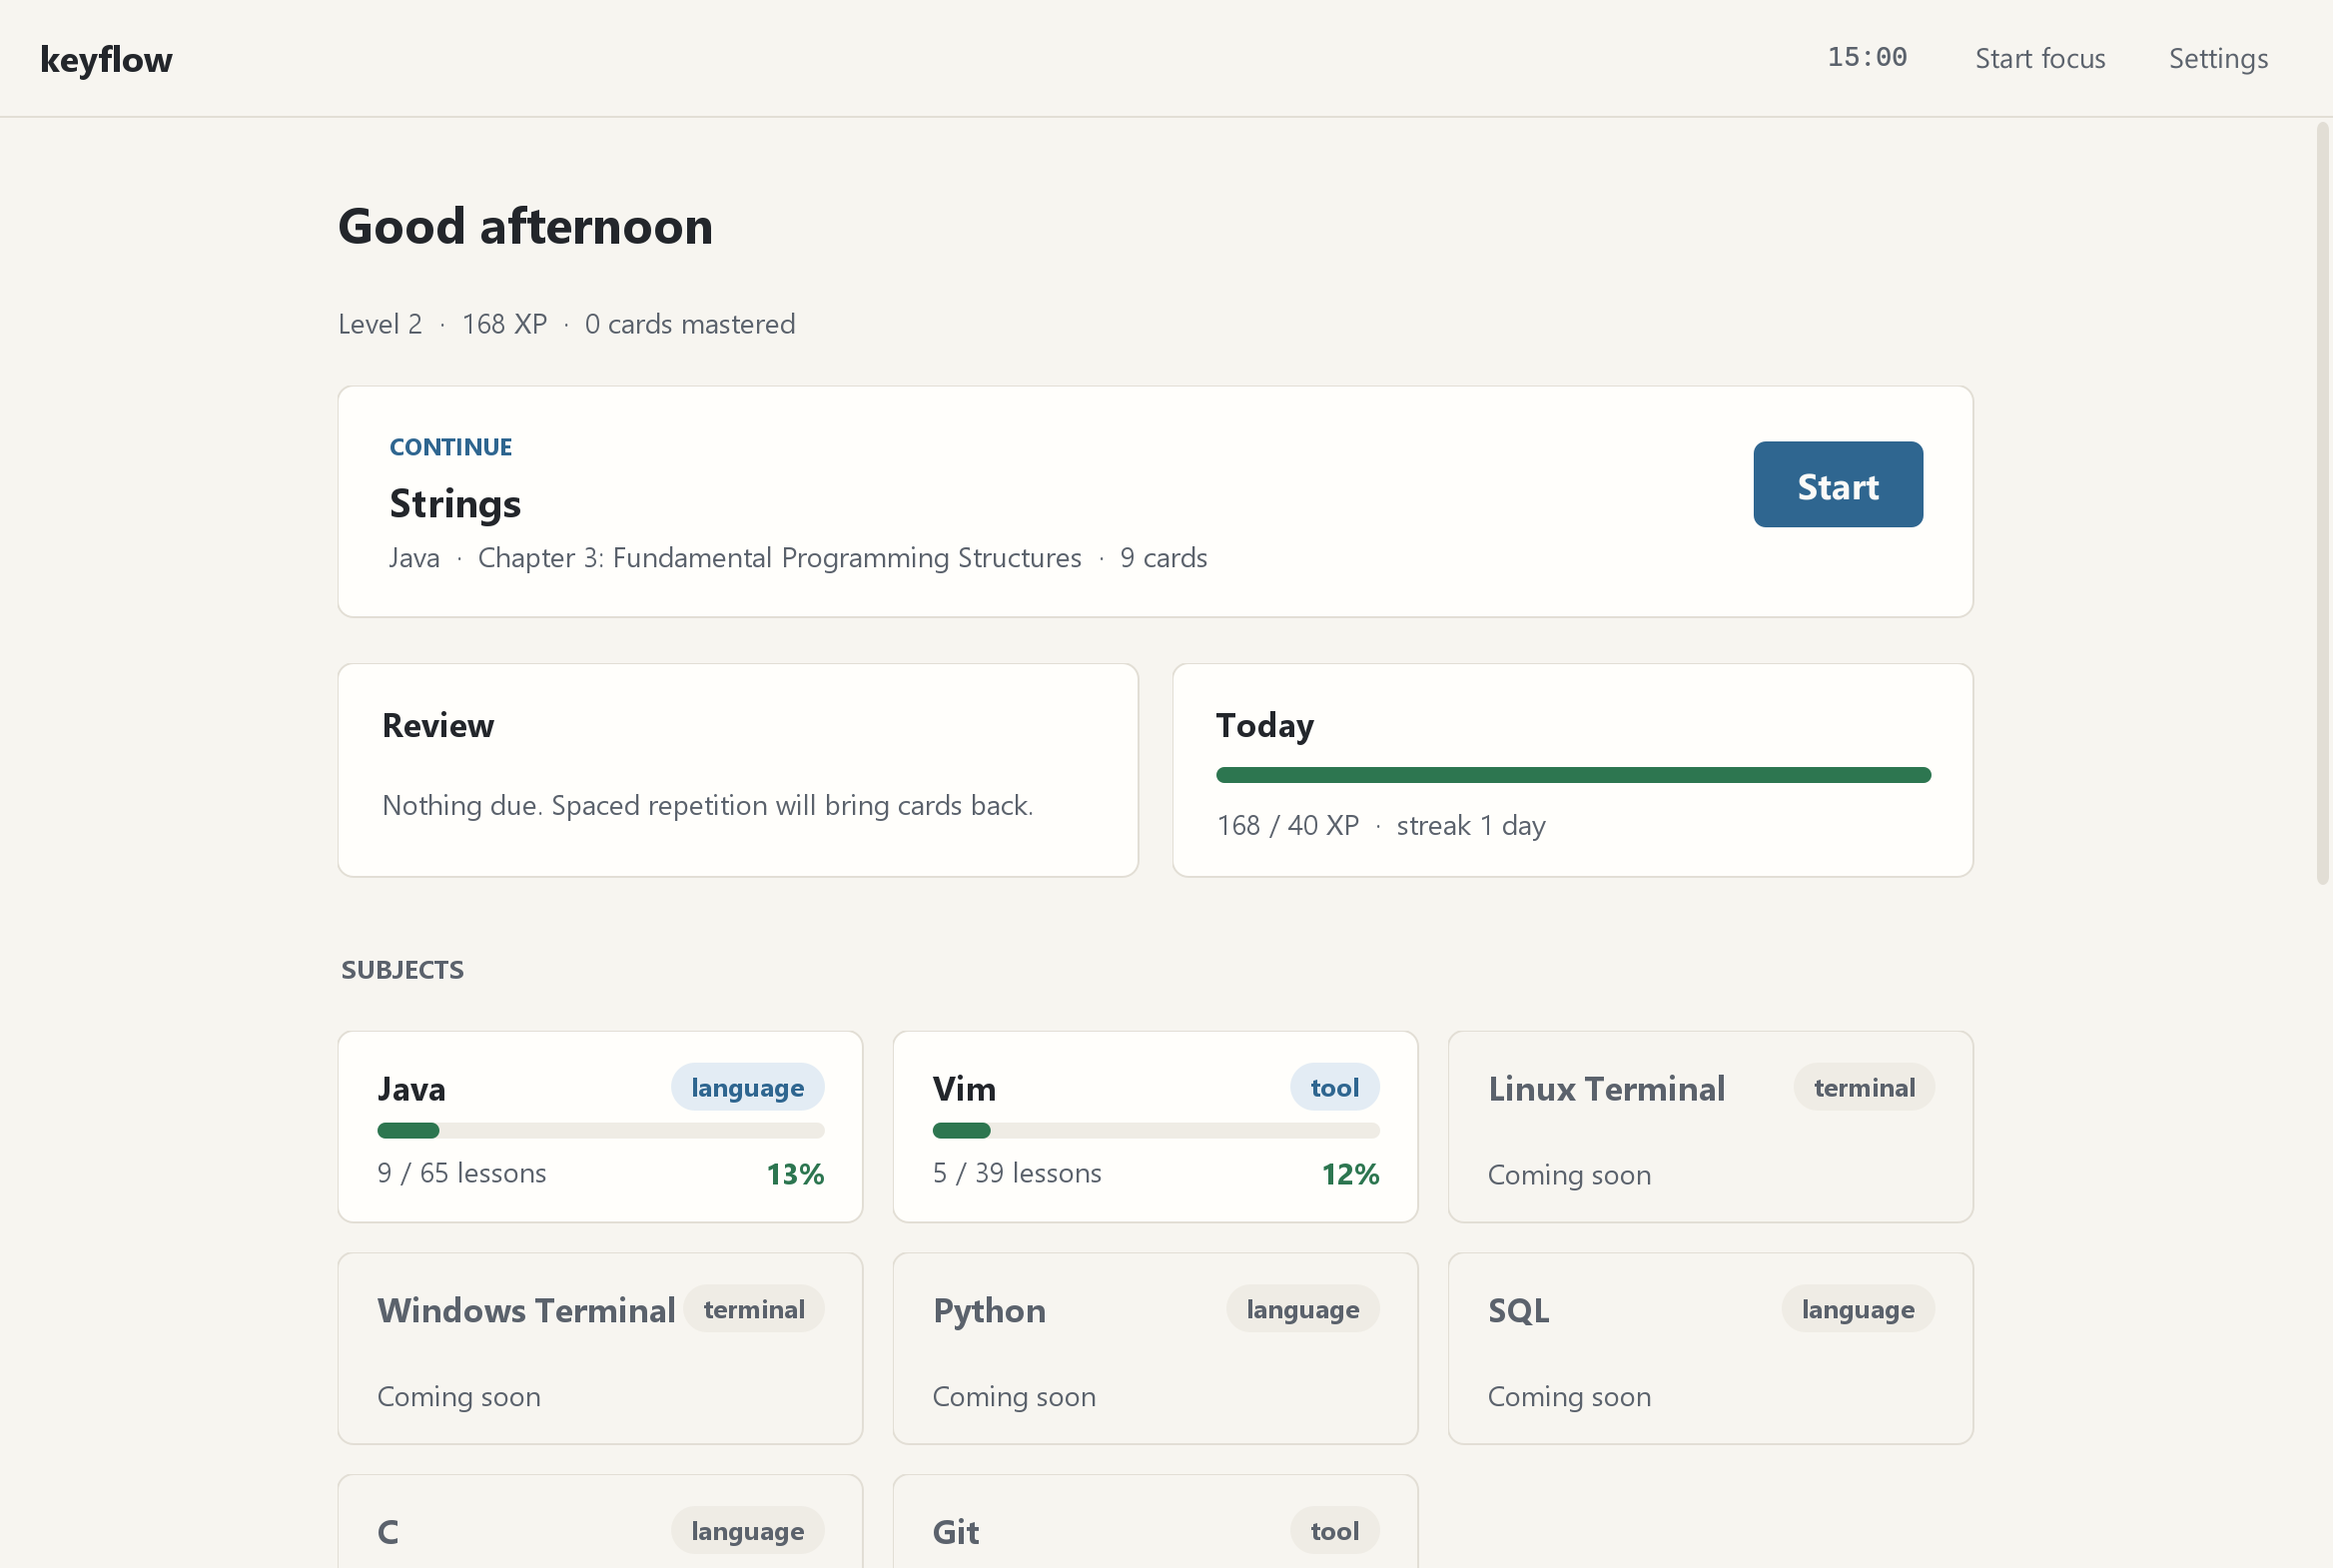 keyflow
15:00 Start focus Settings
Good afternoon
Level 2 · 168 XP · 0 cards mastered
CONTINUE
Strings
Java · Chapter 3: Fundamental Programming Structures · 9 cards
Start
Review
Nothing due. Spaced repetition will bring cards back.
Today
168 / 40 XP · streak 1 day
SUBJECTS
Java language
9 / 65 lessons 13%
Vim tool
5 / 39 lessons 12%
Linux Terminal terminal
Coming soon
Windows Terminal terminal
Coming soon
Python language
Coming soon
SQL language
Coming soon
C language
Git tool